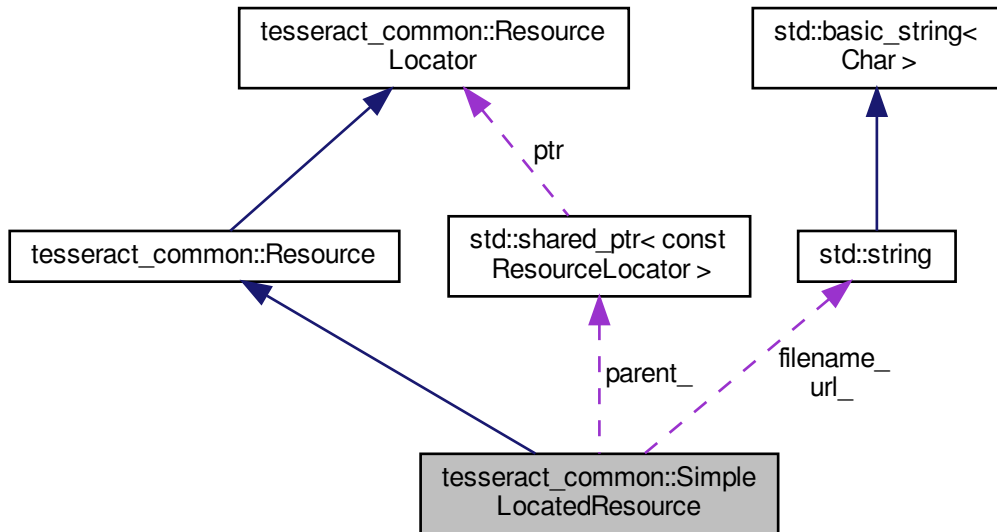 tesseract_common::Resource
Locator
std::basic_string<
Char >
ptr
tesseract_common::Resource
std::shared_ptr< const
ResourceLocator >
std::string
parent_
filename_
url_
tesseract_common::Simple
LocatedResource